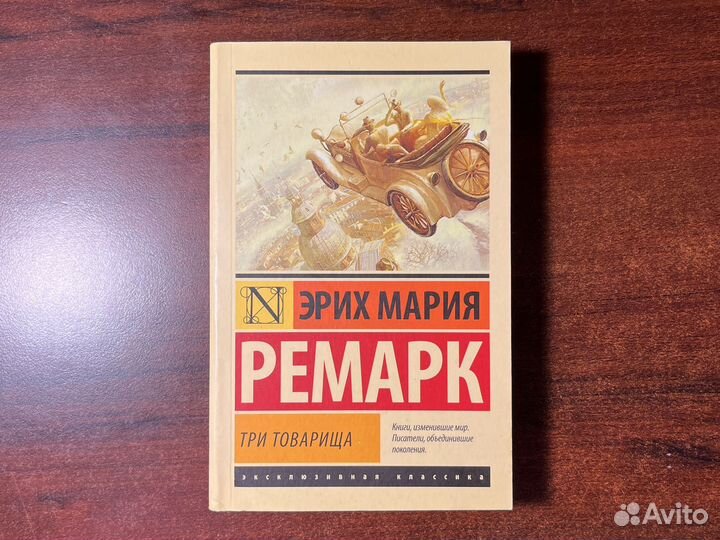 N
ЭРИХ МАРИЯ
РЕМАРК
ТРИ ТОВАРИЩА
Книги, изменившие мир.
Писатели, объединившие
поколения.
эксклюзивная классика
Avito